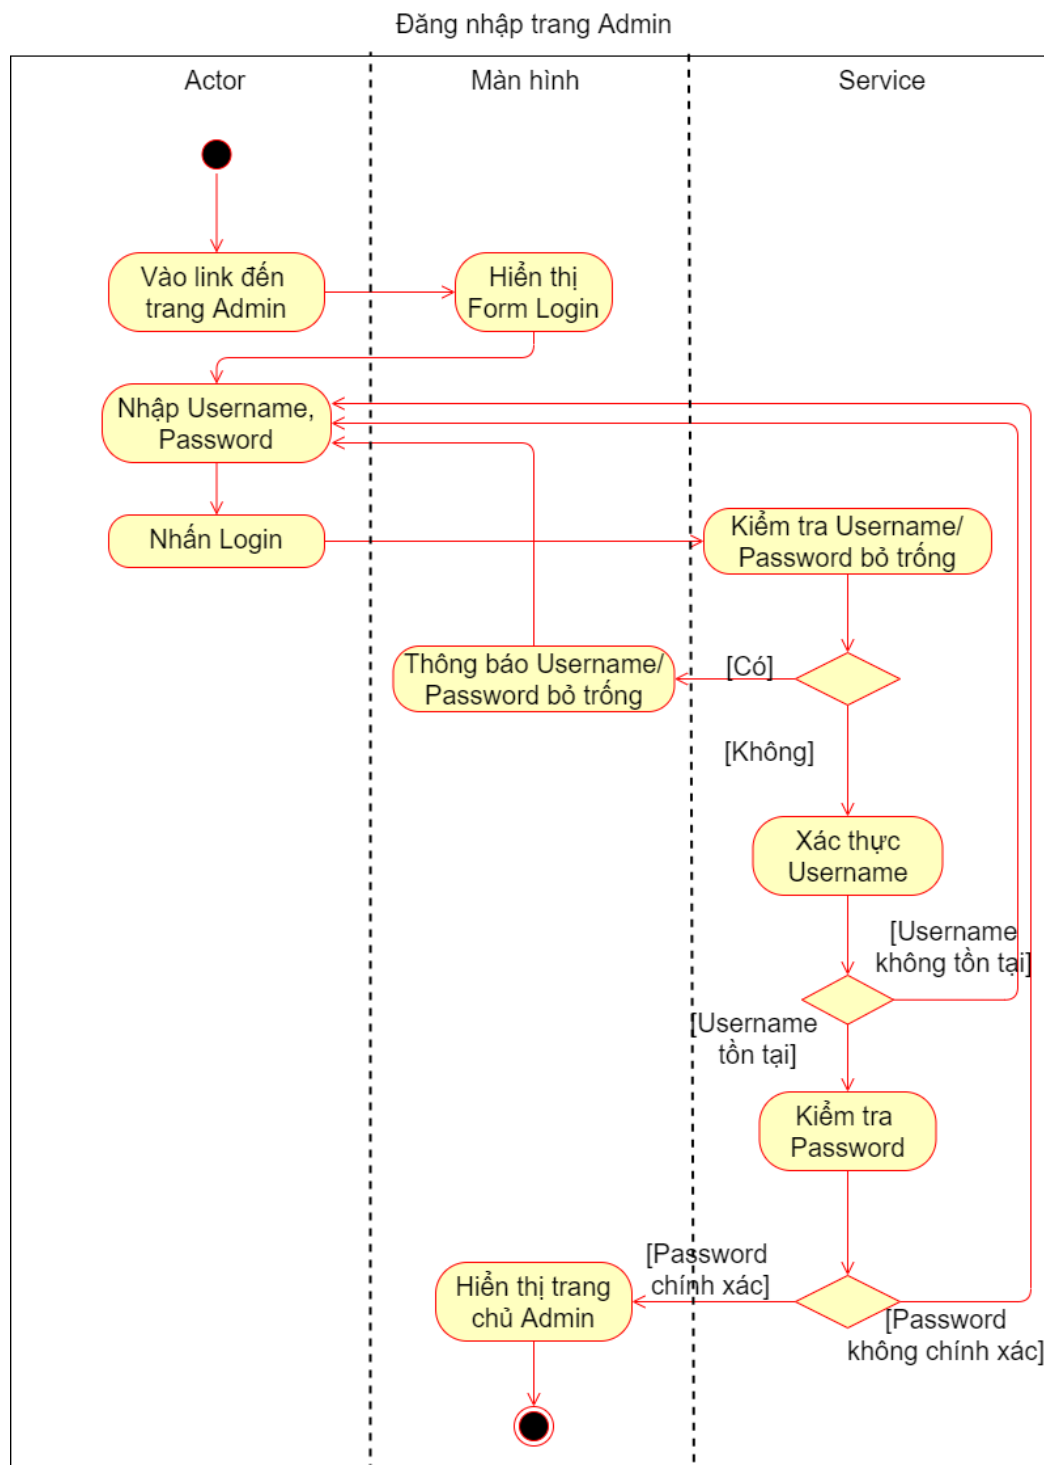 Đăng nhập trang Admin
Actor
Màn hình
Service
Vào link đến
trang Admin
Hiển thị
Form Login
Nhập Username,
Password
Nhấn Login
Kiểm tra Username/
Password bỏ trống
Thông báo Username/
Password bỏ trống
[Có]
[Không]
Xác thực
Username
[Username
không tồn tại]
[Username
tồn tại]
Kiểm tra
Password
[Password
chính xác]
Hiển thị trang
chủ Admin
[Password
không chính xác]